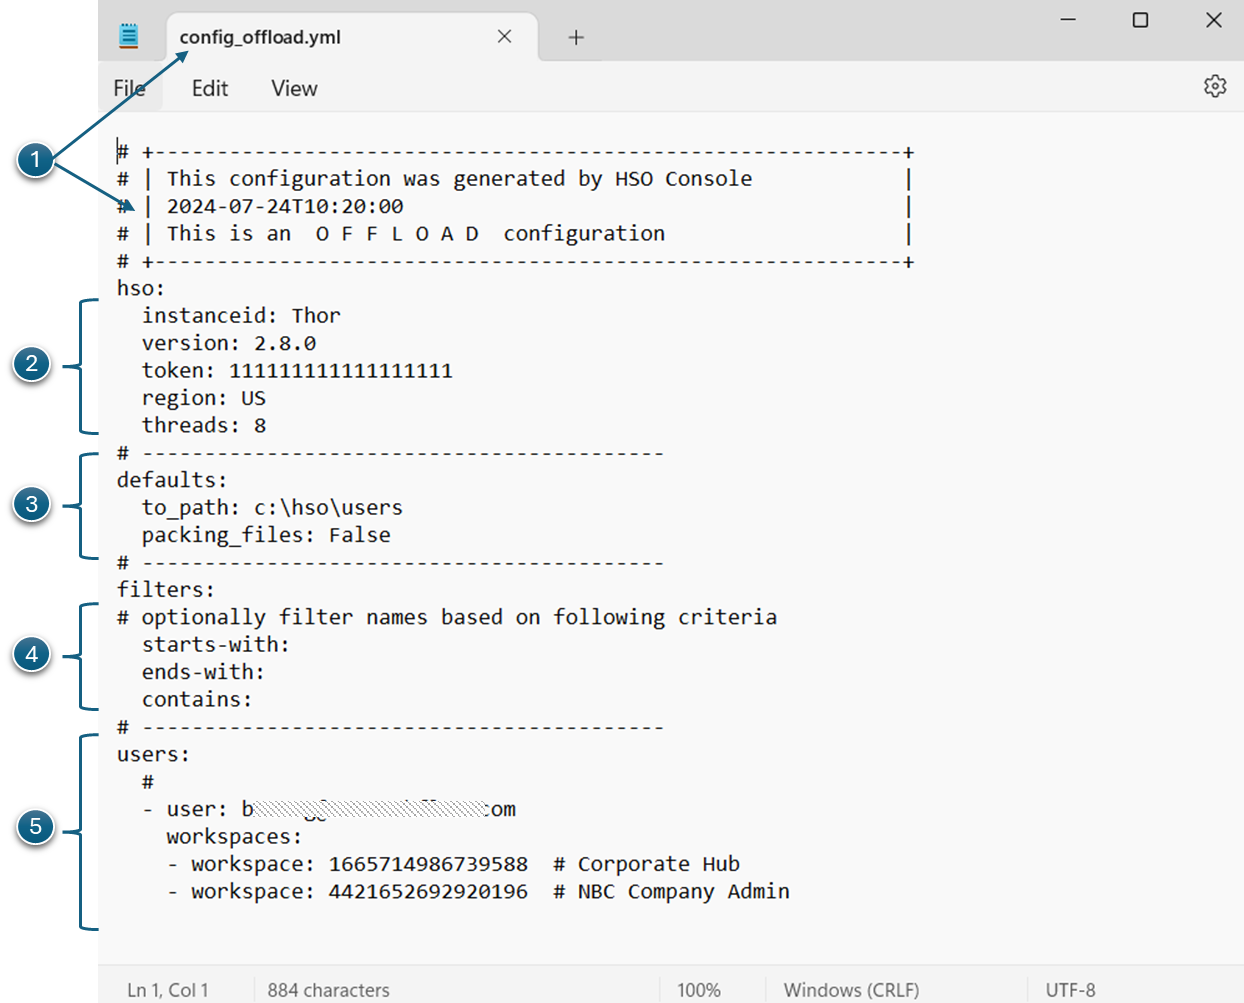 config_offload.yml
File Edit View
# +------------------------------------------------------------+
# | This configuration was generated by HSO Console |
# | 2024-07-24T10:20:00 |
# | This is an O F F L O A D configuration |
# +------------------------------------------------------------+
1
hso:
instanceid: Thor
version: 2.8.0
2
token: 111111111111111111
region: US
threads: 8
# ------------------------------------------
defaults:
3
to_path: c:\hso\users
packing_files: False
# ------------------------------------------
filters:
# optionally filter names based on following criteria
starts-with:
4
ends-with:
contains:
# ------------------------------------------
users:
#
- user:
5
workspaces:
- workspace: 1665714986739588 # Corporate Hub
- workspace: 4421652692920196 # NBC Company Admin
Ln 1, Col 1 884 characters 100% Windows (CRLF) UTF-8